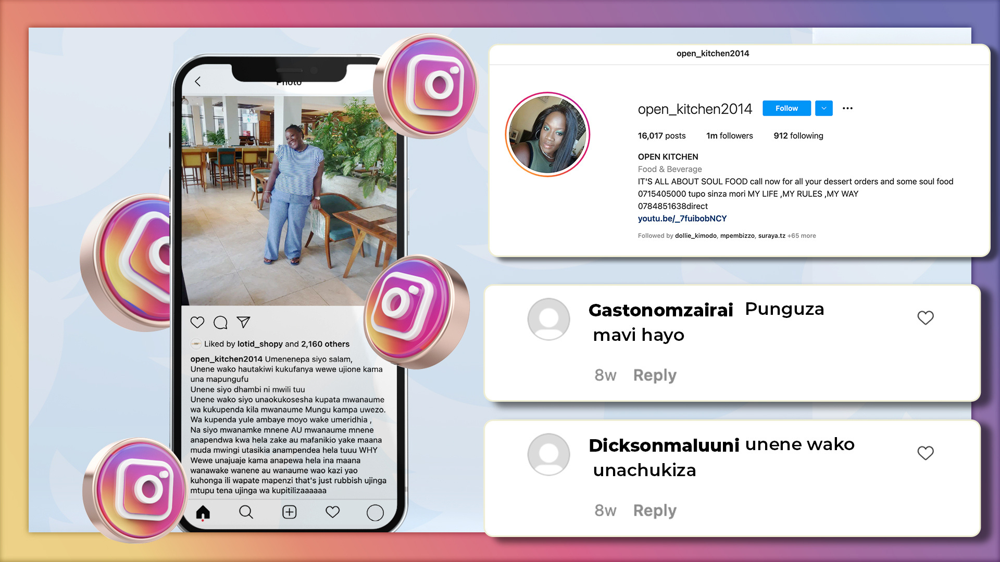 Photo
Liked by lotid_shopy and 2,160 others
open_kitchen2014 Umenenepa siyo salam,
Unene wako hautakiwi kukufanya wewe ujione kama
una mapungufu
Unene siyo dhambi ni mwili tuu
Unene wako siyo unaokukosesha kupata mwanaume
wa kukupenda kila mwanaume Mungu kampa uwezo.
Wa kupenda yule ambaye moyo wake umeridhia ,
Na siyo mwanamke mnene AU mwanaume mnene
anapendwa kwa hela zake au mafanikio yake maana
muda mwingi utasikia anampendea hela tuuu WHY
Wewe unajuaje kama anapewa hela ina maana
wanawake wanene au wanaume wao kazi yao
kuhonga ili wapate mapenzi that's just rubbish ujinga
mtupu tena ujinga wa kupitilizaaaaaa
open_kitchen2014
open_kitchen2014 Follow
16,017 posts 1m followers 912 following
OPEN KITCHEN
Food & Beverage
IT'S ALL ABOUT SOUL FOOD call now for all your dessert orders and some soul food
0715405000 tupo sinza mori MY LIFE ,MY RULES ,MY WAY
0784851638direct
youtu.be/_7fuibobNCY
Followed by dollie_kimodo, mpembizzo, suraya.tz +65 more
Gastonomzairai Punguza
mavi hayo
8w Reply
Dicksonmaluuni unene wako
unachukiza
8w Reply